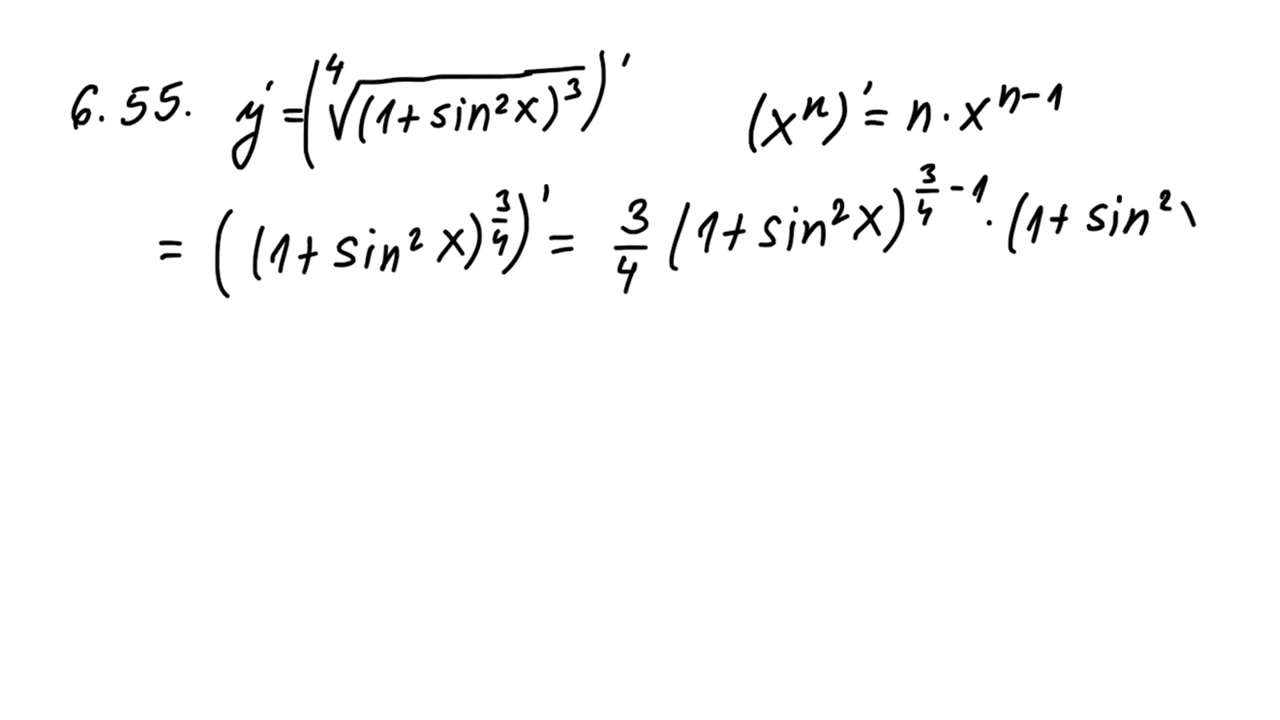 6.55. y' = (∜((1+sin²x)³))' (xⁿ)' = n·xⁿ⁻¹
= ((1+sin²x)^(3/4))' = 3/4 (1+sin²x)^(3/4 - 1) · (1+sin²